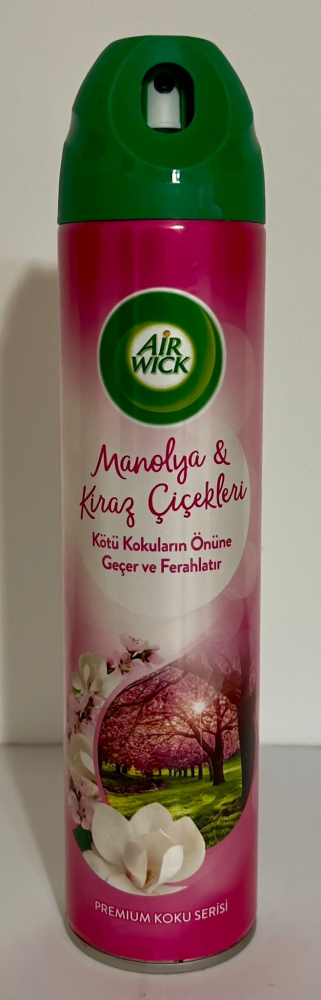 AIR
WICK
Manolya &
Kiraz Çiçekleri
Kötü Kokuların Önüne
Geçer ve Ferahlatır
PREMIUM KOKU SERİSİ